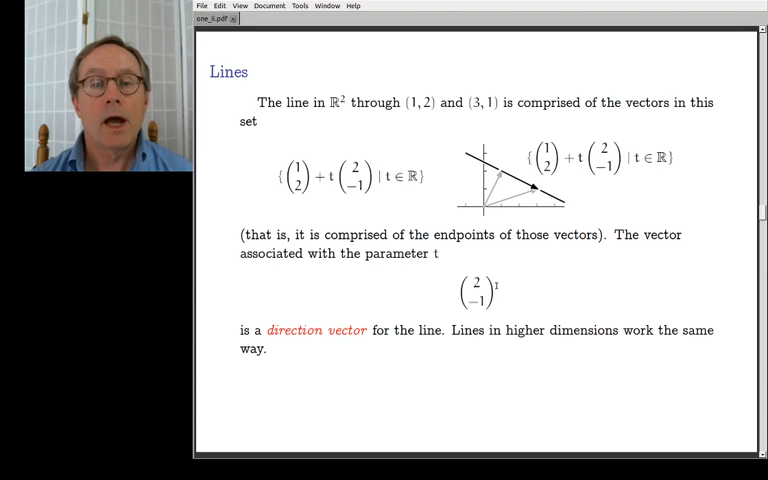 File Edit View Document Tools Window Help
one_ii.pdf
Lines
The line in ℝ² through (1, 2) and (3, 1) is comprised of the vectors in this
set
{(1 2) + t (2 −1) | t ∈ ℝ}
{(1 2) + t (2 −1) | t ∈ ℝ}
(that is, it is comprised of the endpoints of those vectors). The vector
associated with the parameter t
(2 −1)
is a direction vector for the line. Lines in higher dimensions work the same
way.